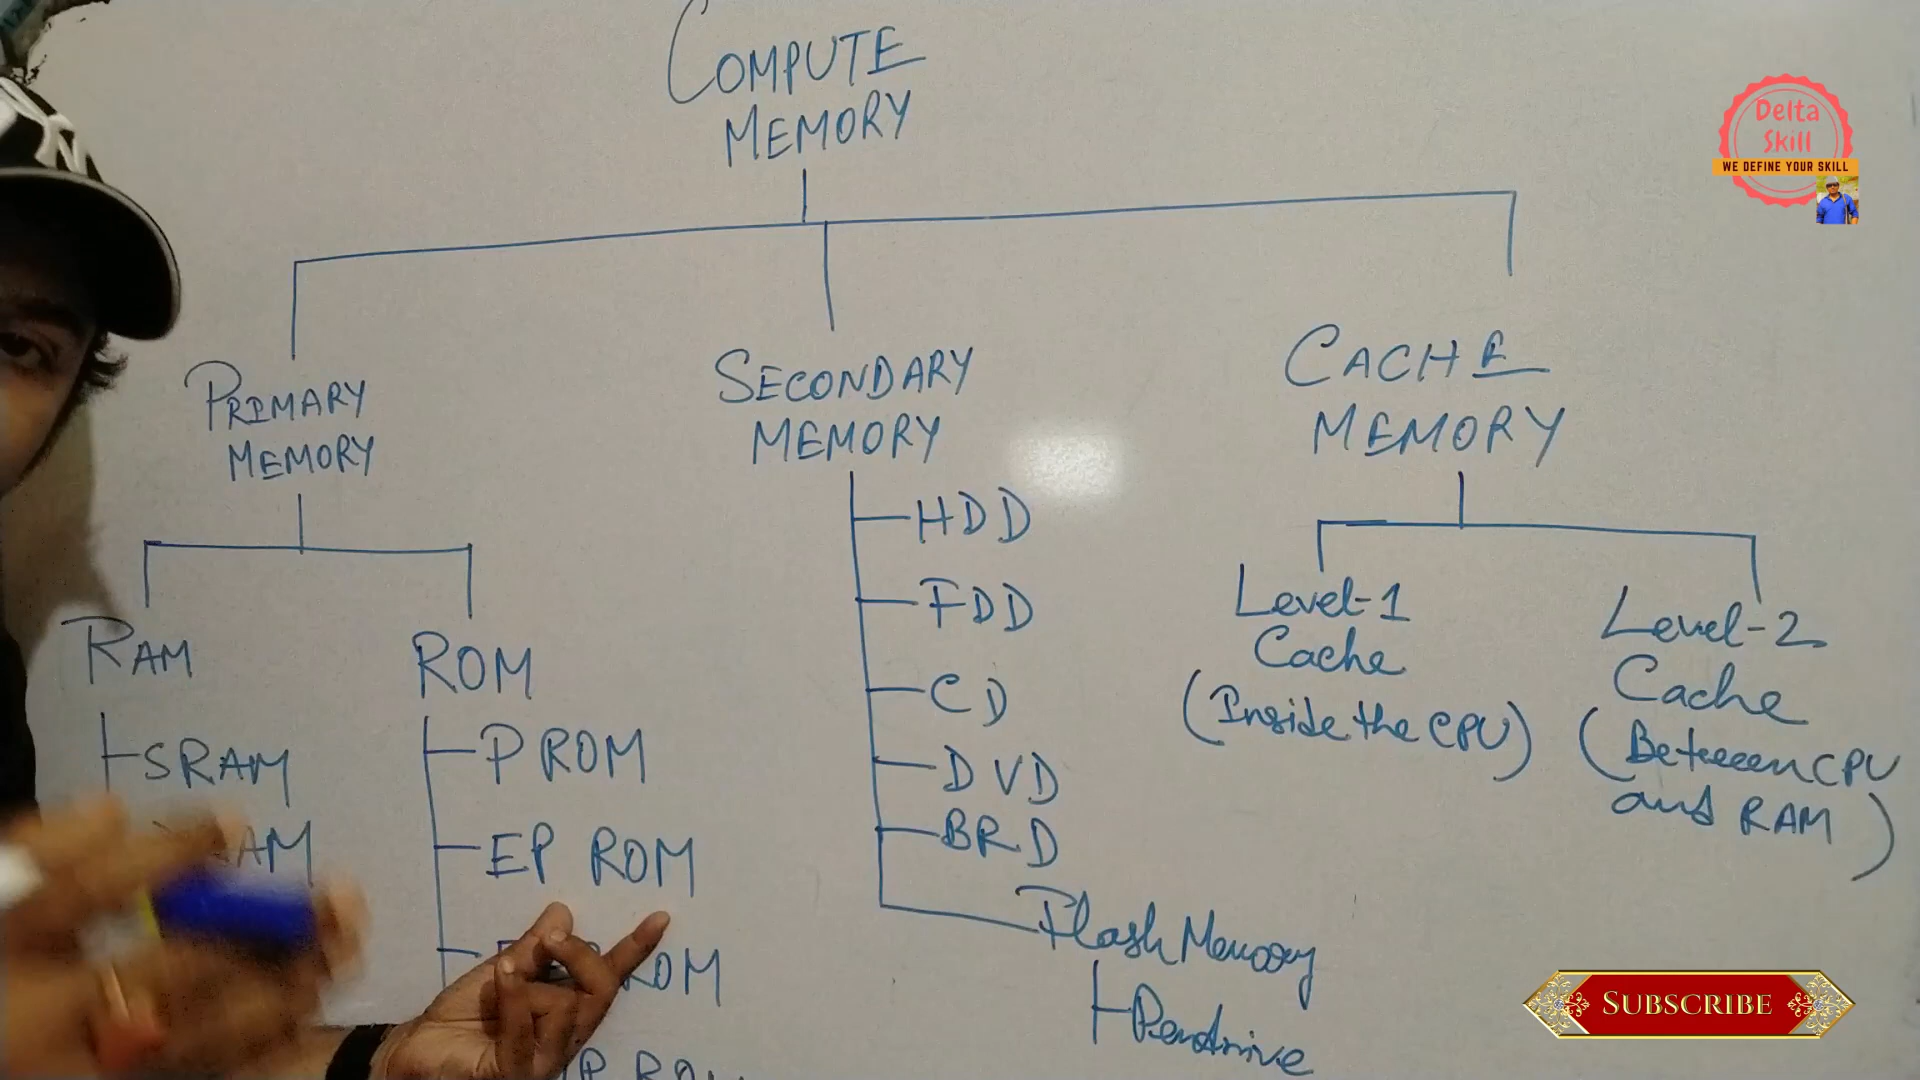 COMPUTE
MEMORY
PRIMARY
MEMORY
RAM
SRAM
ROM
PROM
EP ROM
SECONDARY
MEMORY
HDD
FDD
CD
DVD
BRD
Flash Memory
Pendrive
CACHE
MEMORY
Level-1
Cache
(Inside the CPU)
Level-2
Cache
(Between CPU
and RAM)
Delta
Skill
WE DEFINE YOUR SKILL
SUBSCRIBE